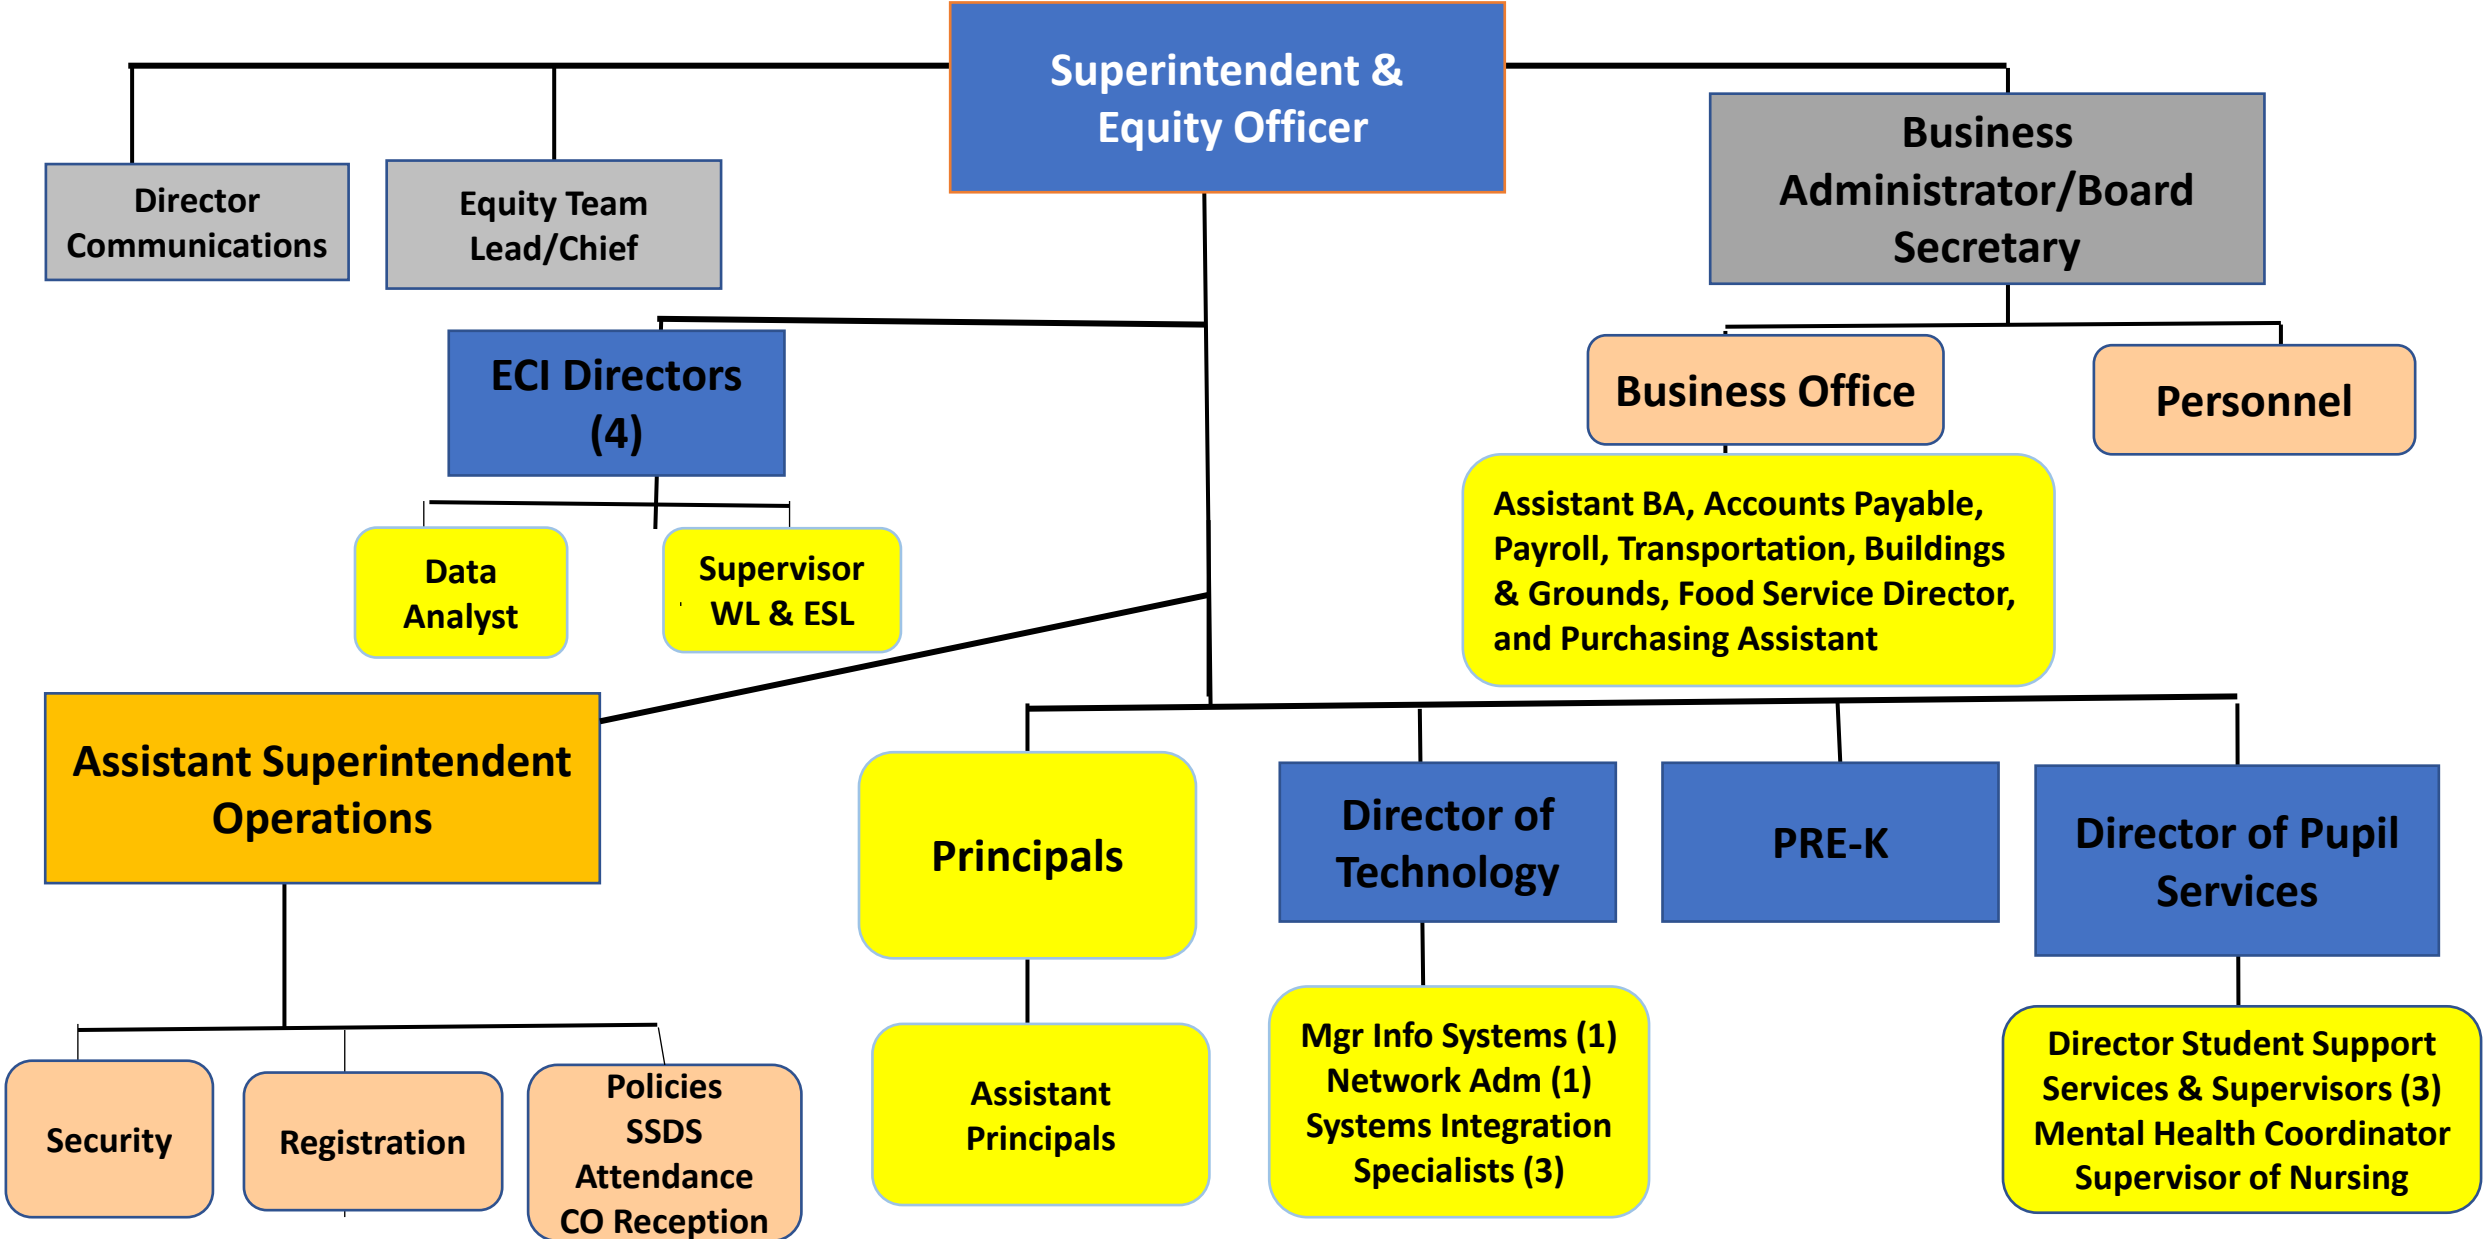 Superintendent &
Equity Officer
Business
Administrator/Board
Secretary
Director
Communications
Equity Team
Lead/Chief
ECI Directors
(4)
Business Office
Personnel
Assistant BA, Accounts Payable,
Payroll, Transportation, Buildings
& Grounds, Food Service Director,
and Purchasing Assistant
Data
Analyst
Supervisor
WL & ESL
Assistant Superintendent
Operations
Principals
Director of
Technology
PRE-K
Director of Pupil
Services
Security
Registration
Policies
SSDS
Attendance
CO Reception
Assistant
Principals
Mgr Info Systems (1)
Network Adm (1)
Systems Integration
Specialists (3)
Director Student Support
Services & Supervisors (3)
Mental Health Coordinator
Supervisor of Nursing